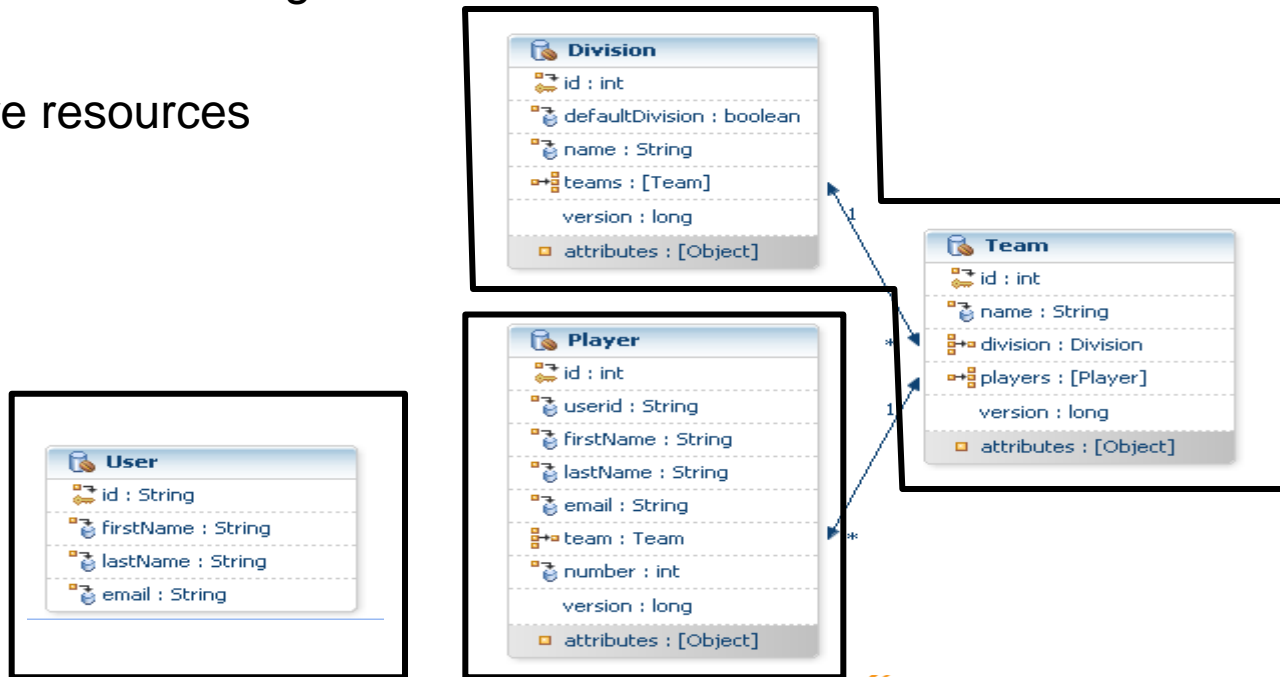 e resources
Division
id : int
defaultDivision : boolean
name : String
teams : [Team]
version : long
attributes : [Object]
1
*
Team
id : int
name : String
division : Division
players : [Player]
version : long
attributes : [Object]
1
*
Player
id : int
userid : String
firstName : String
lastName : String
email : String
team : Team
number : int
version : long
attributes : [Object]
User
id : String
firstName : String
lastName : String
email : String